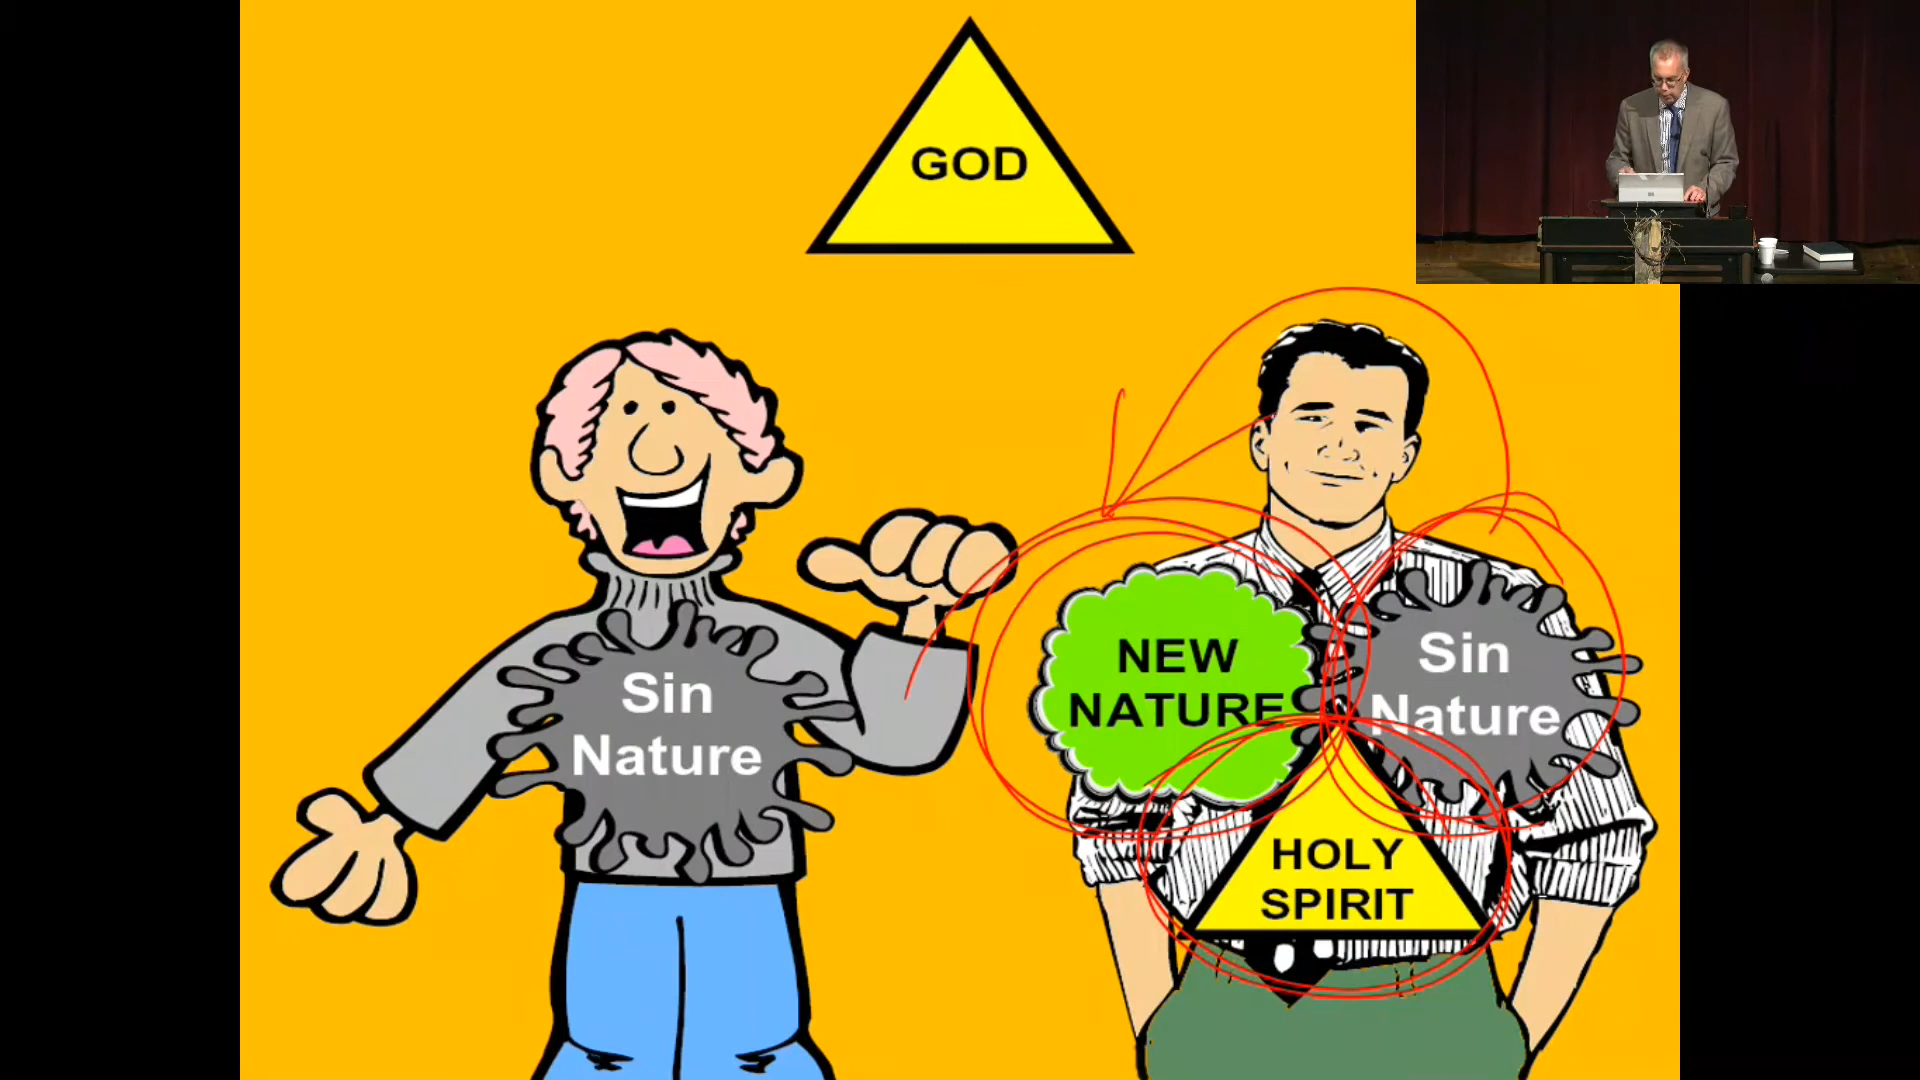 GOD
Sin
Nature
NEW
NATURE
Sin
Nature
HOLY
SPIRIT